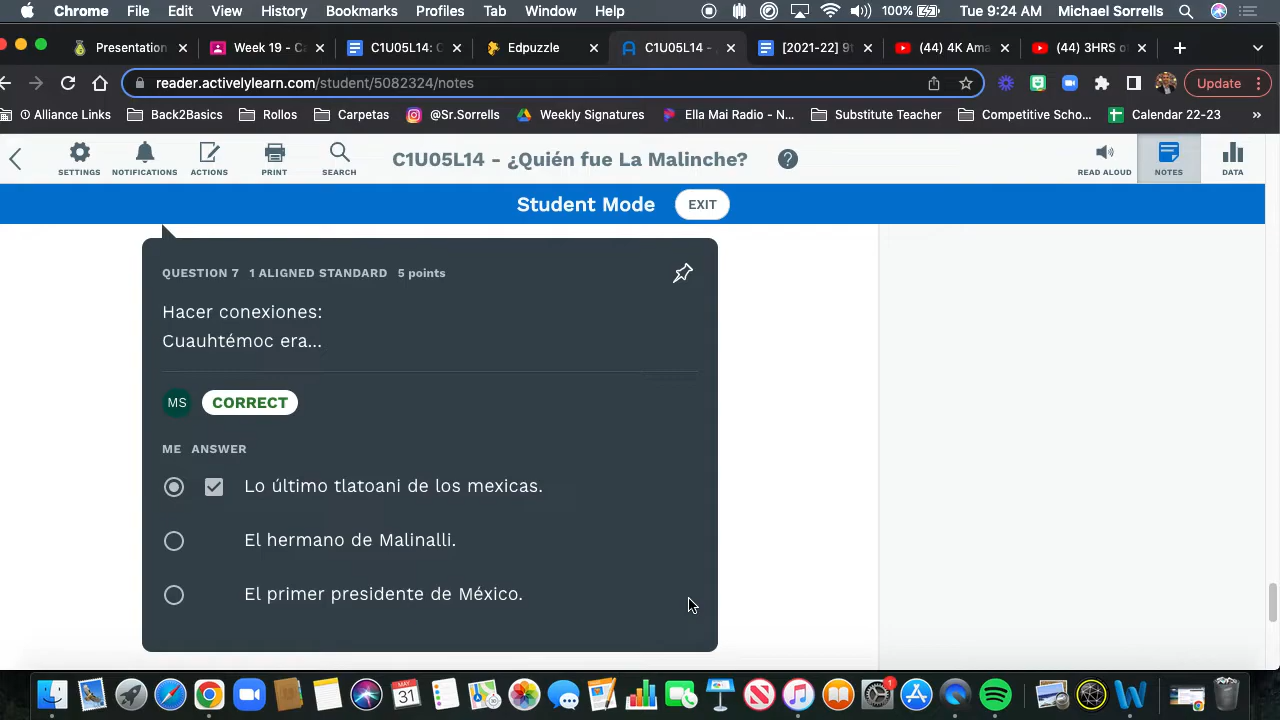 Chrome File Edit View History Bookmarks Profiles Tab Window Help 100% Tue 9:24 AM Michael Sorrells
Presentation Week 19 - C C1U05L14: C Edpuzzle C1U05L14 - [2021-22] 9t (44) 4K Ama (44) 3HRS o
reader.actively​learn.com/student/5082324/notes Update
Alliance Links Back2Basics Rollos Carpetas @Sr.Sorrells Weekly Signatures Ella Mai Radio - N... Substitute Teacher Competitive Scho... Calendar 22-23 »
SETTINGS NOTIFICATIONS ACTIONS PRINT SEARCH C1U05L14 - ¿Quién fue La Malinche? ? READ ALOUD NOTES DATA
Student Mode EXIT
QUESTION 7 1 ALIGNED STANDARD 5 points
Hacer conexiones:
Cuauhtémoc era...
MS CORRECT
ME ANSWER
Lo último tlatoani de los mexicas.
El hermano de Malinalli.
El primer presidente de México.
MAY 31 1